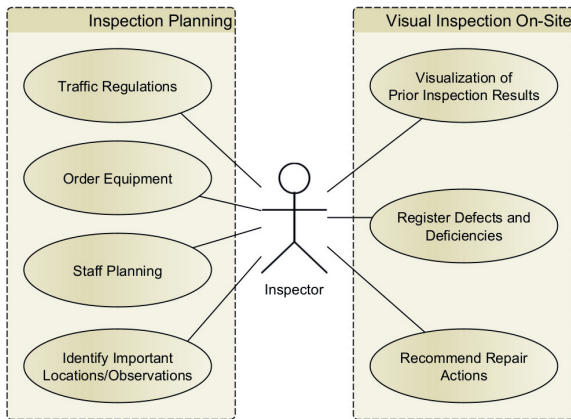 Inspection Planning
Traffic Regulations
Order Equipment
Staff Planning
Identify Important
Locations/Observations
Inspector
Visual Inspection On-Site
Visualization of
Prior Inspection Results
Register Defects and
Deficiencies
Recommend Repair
Actions